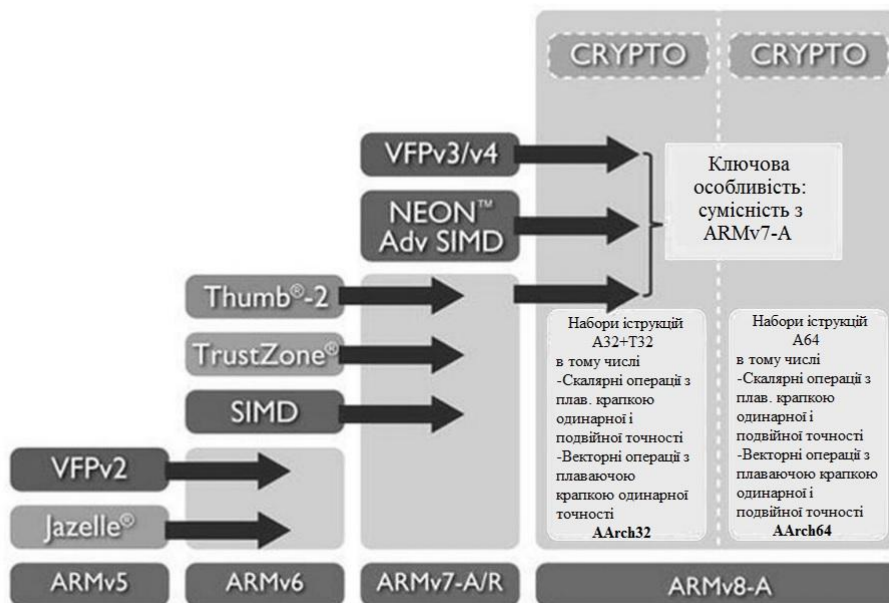 CRYPTO
CRYPTO
VFPv3/v4
NEON™
Adv SIMD
Ключова
особливість:
сумісність з
ARMv7-A
Thumb®-2
TrustZone®
SIMD
VFPv2
Jazelle®
Набори іструкцій
A32+T32
в тому числі
-Скалярні операції з
плав. крапкою
одинарної і
подвійної точності
-Векторні операції з
плаваючою
крапкою одинарної
точності
AArch32
Набори іструкцій
A64
в тому числі
-Скалярні операції з
плав. крапкою
одинарної і
подвійної точності
-Векторні операції з
плаваючою крапкою
одинарної і
подвійної точності
AArch64
ARMv5
ARMv6
ARMv7-A/R
ARMv8-A